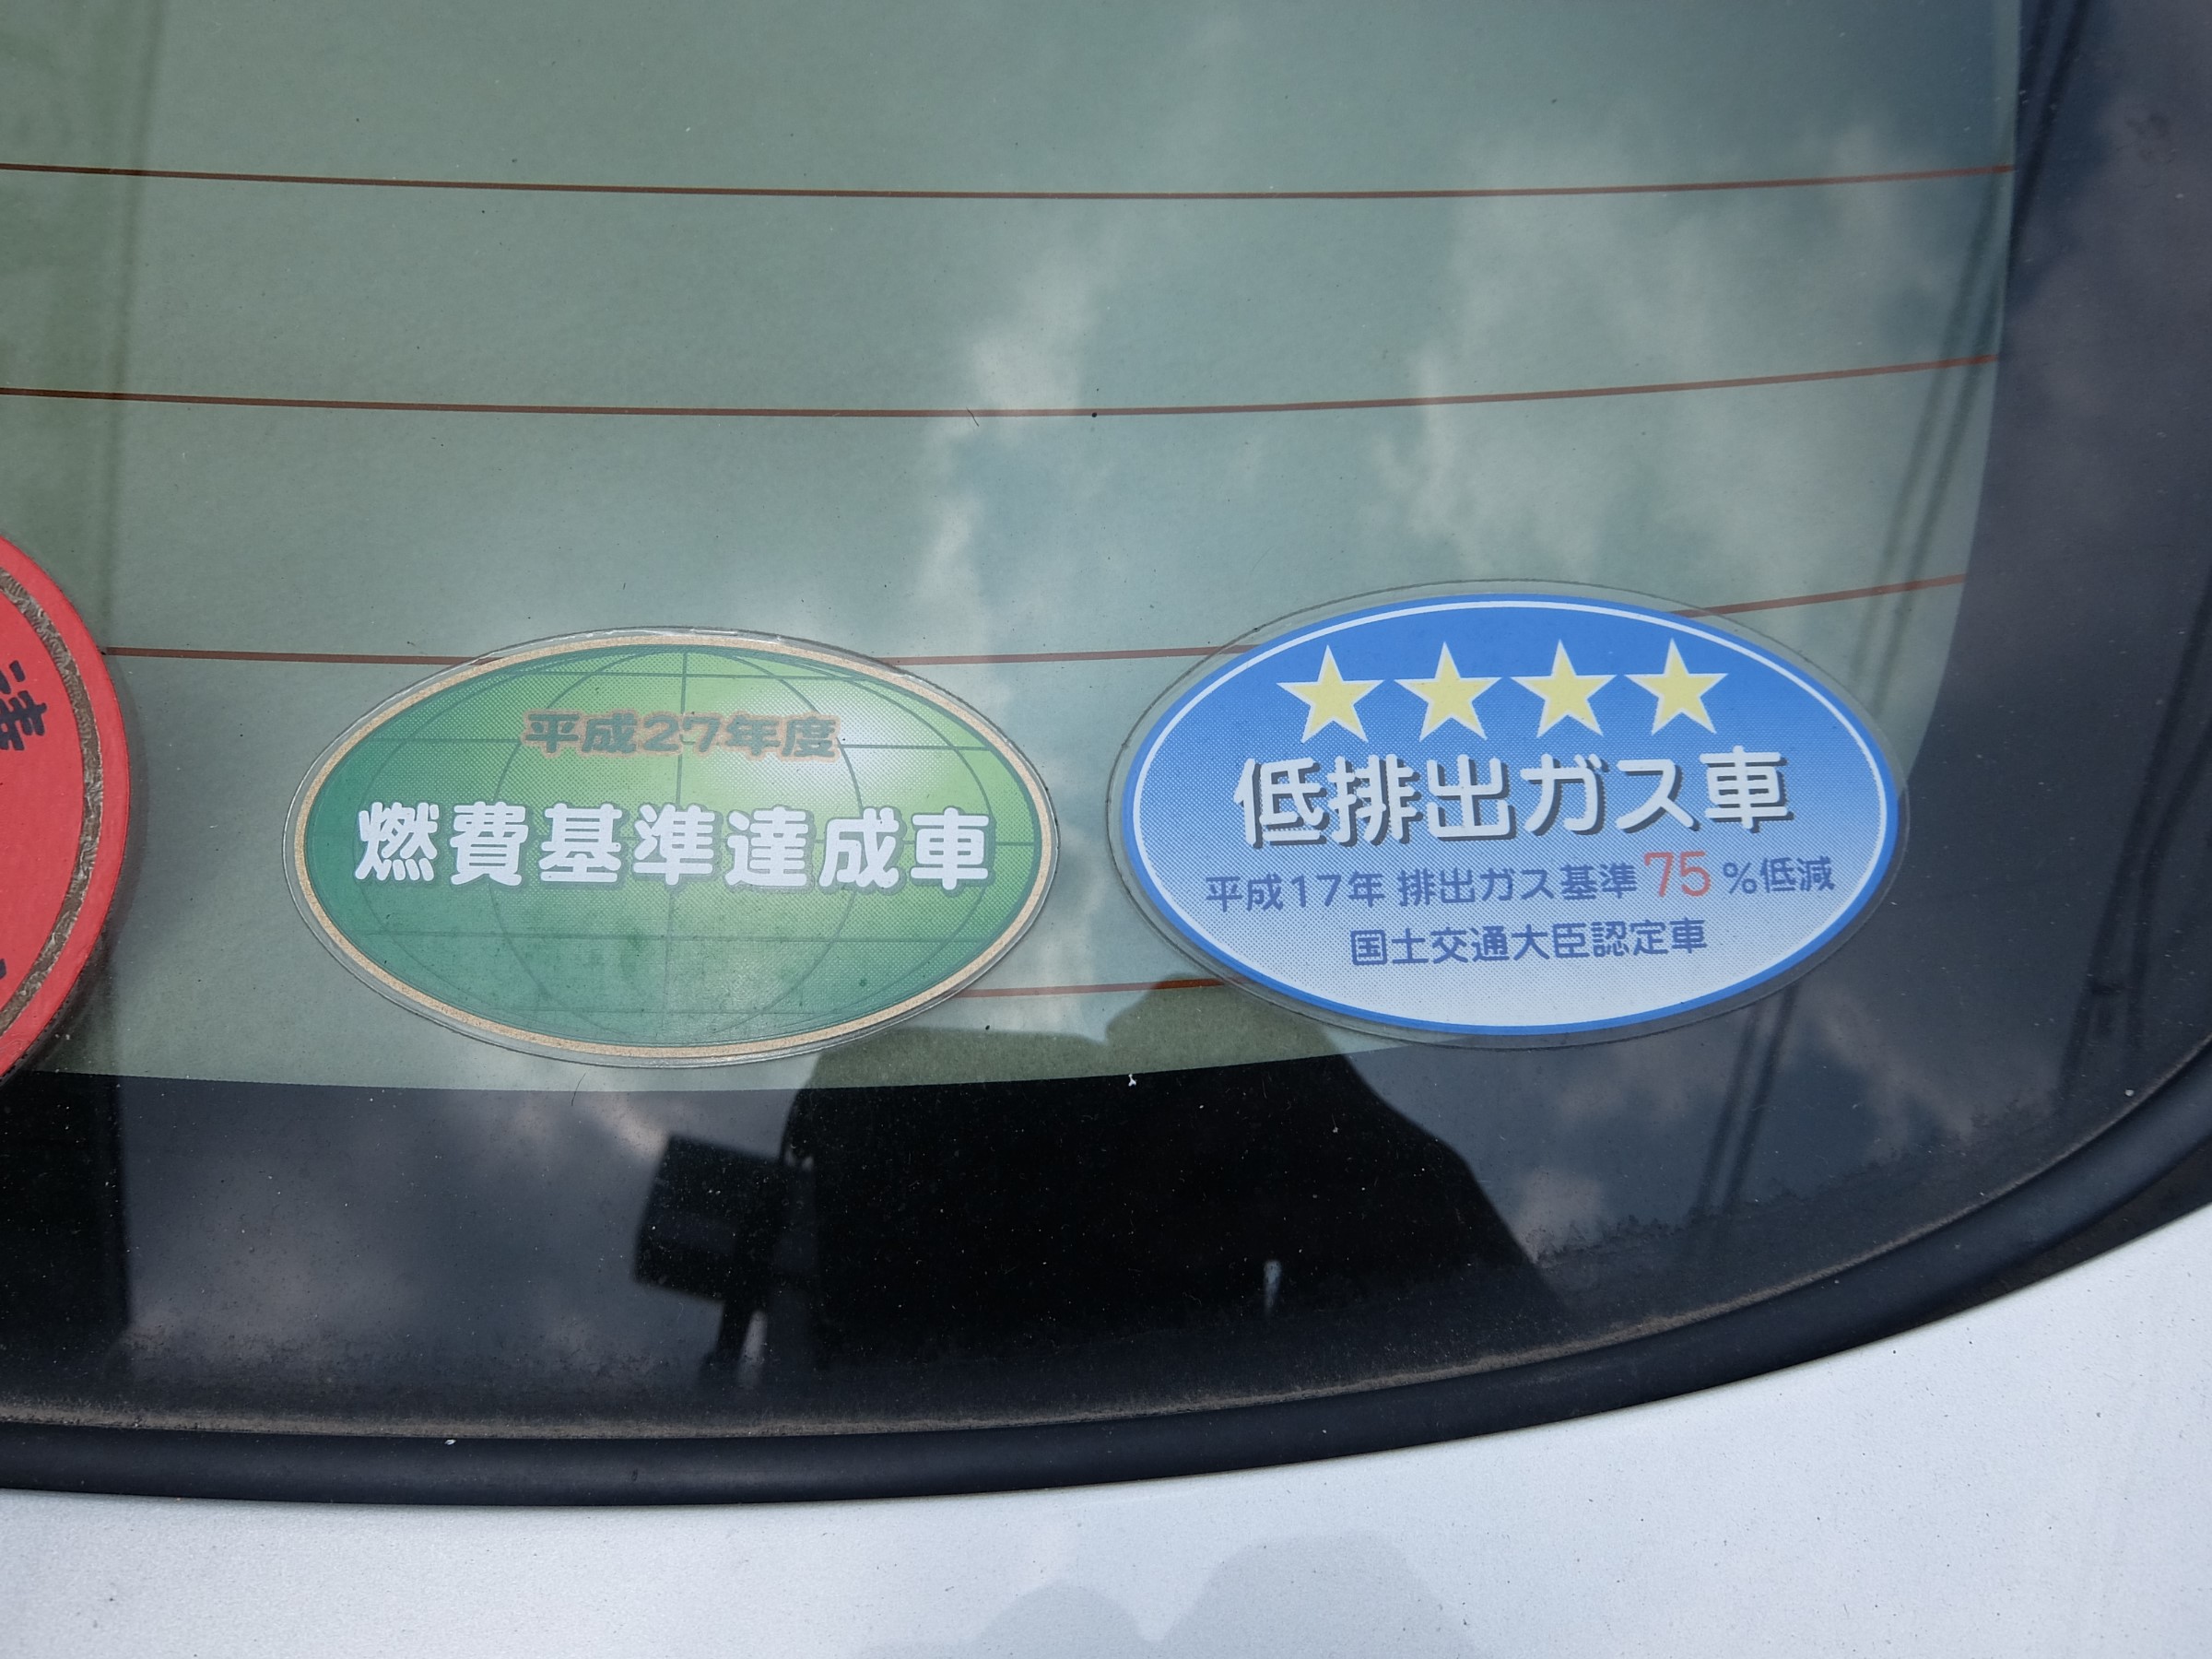 平成27年度
燃費基準達成車
★★★★
低排出ガス車
平成17年 排出ガス基準75%低減
国土交通大臣認定車